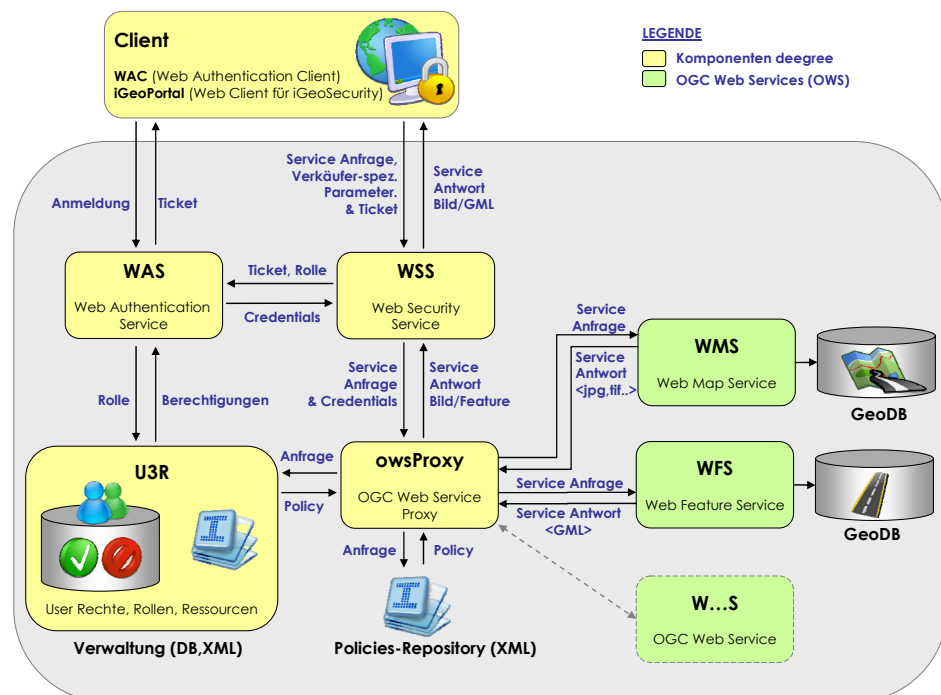 Client
WAC (Web Authentication Client)
iGeoPortal (Web Client für iGeoSecurity)
LEGENDE
Komponenten deegree
OGC Web Services (OWS)
Anmeldung
Ticket
Service Anfrage,
Verkäufer-spez.
Parameter.
& Ticket
Service
Antwort
Bild/GML
WAS
Web Authentication
Service
Ticket, Rolle
Credentials
WSS
Web Security
Service
Service
Anfrage
WMS
Web Map Service
Service
Antwort
<jpg,tif..>
GeoDB
Rolle
Berechtigungen
Service
Anfrage
& Credentials
Service
Antwort
Bild/Feature
U3R
User Rechte, Rollen, Ressourcen
Verwaltung (DB,XML)
Anfrage
Policy
owsProxy
OGC Web Service
Proxy
Service Anfrage
Service Antwort
<GML>
WFS
Web Feature Service
GeoDB
Anfrage
Policy
I
I
Policies-Repository (XML)
W...S
OGC Web Service